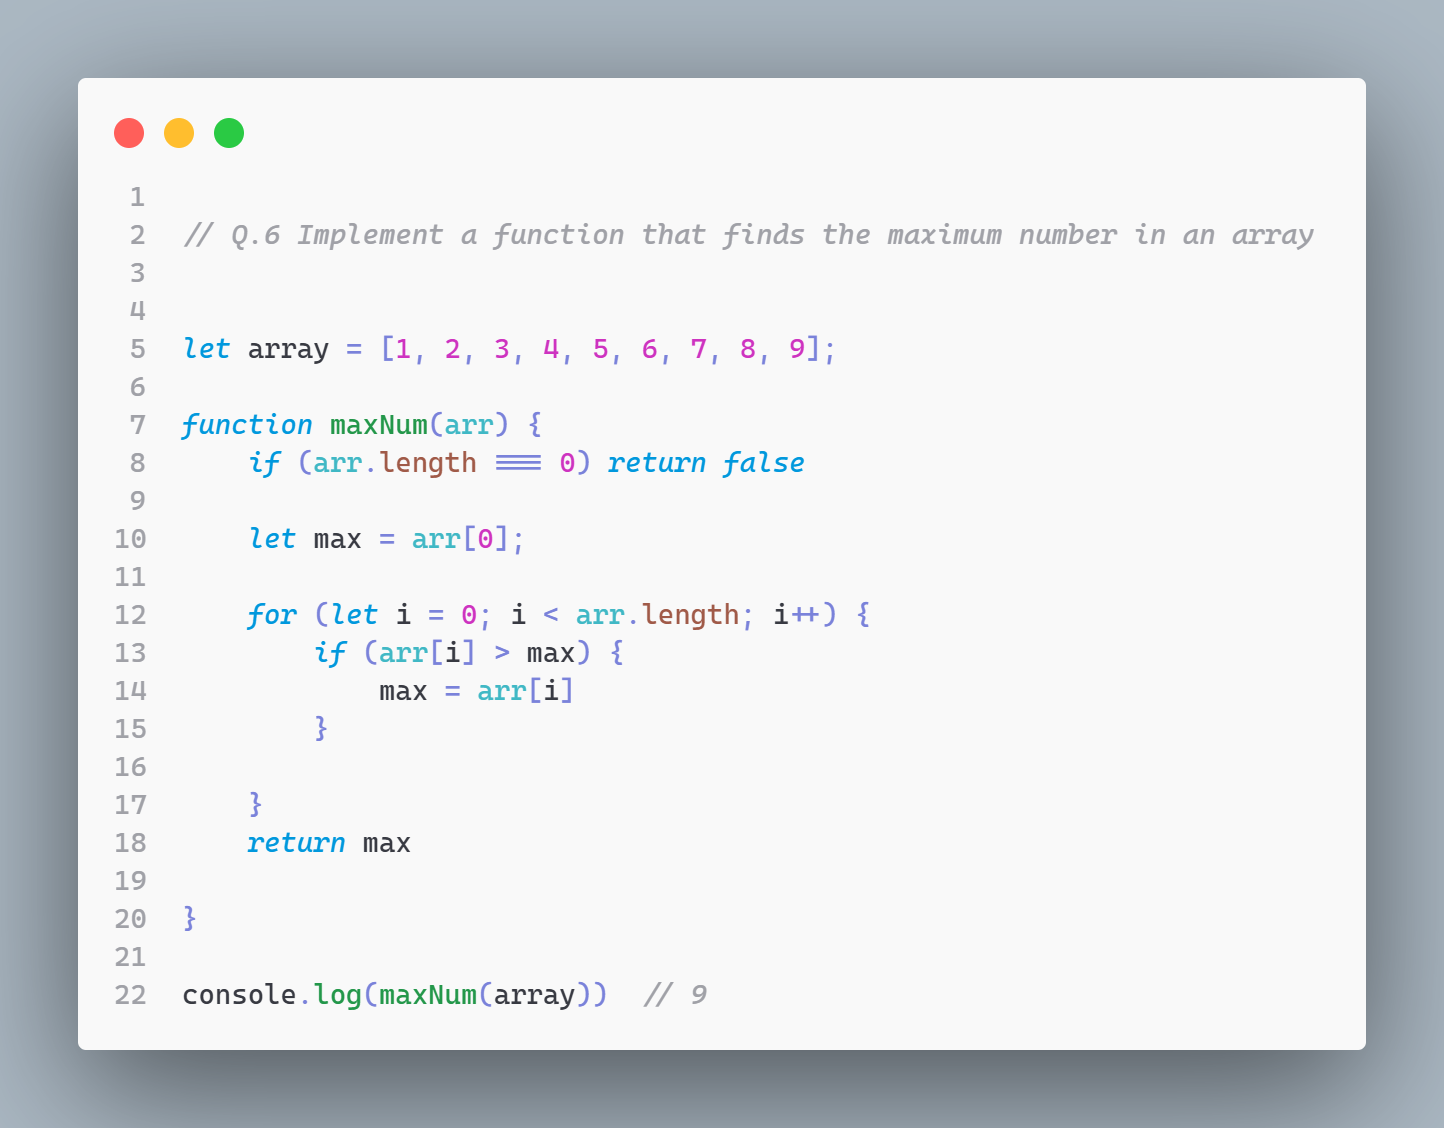 1
2 // Q.6 Implement a function that finds the maximum number in an array
3
4
5 let array = [1, 2, 3, 4, 5, 6, 7, 8, 9];
6
7 function maxNum(arr) {
8     if (arr.length === 0) return false
9
10     let max = arr[0];
11
12     for (let i = 0; i < arr.length; i++) {
13         if (arr[i] > max) {
14             max = arr[i]
15         }
16
17     }
18     return max
19
20 }
21
22 console.log(maxNum(array))  // 9